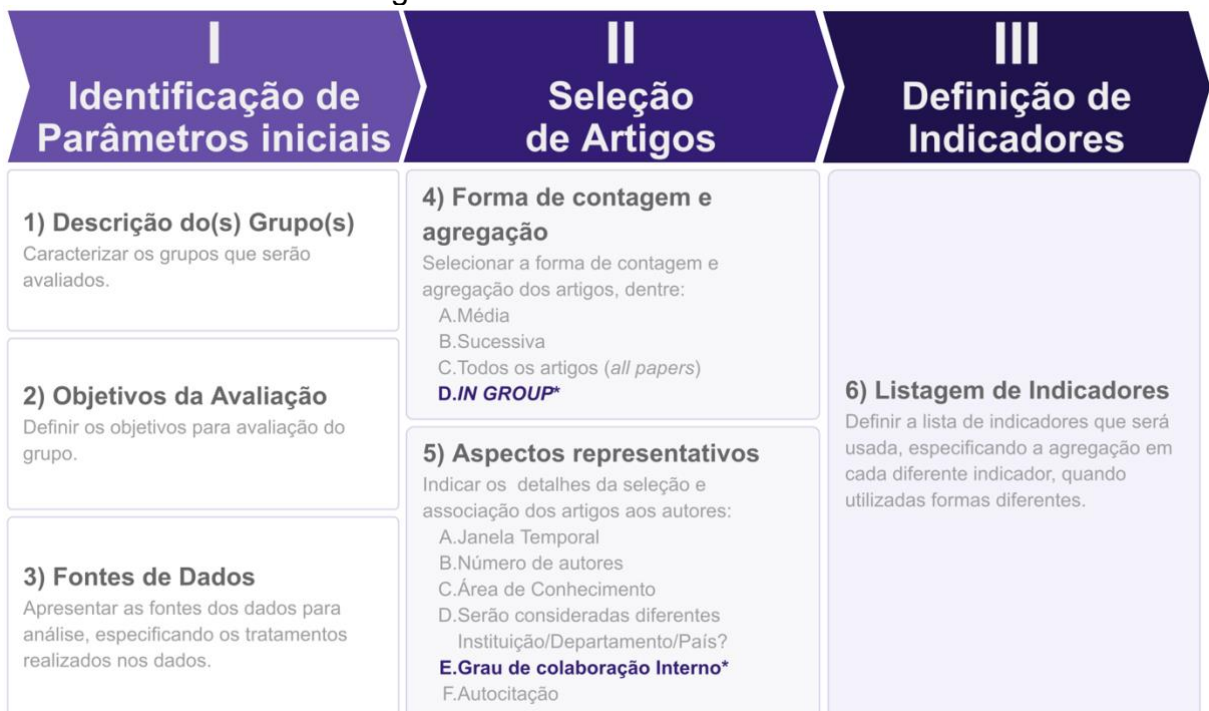 I
Identificação de
Parâmetros iniciais
II
Seleção
de Artigos
III
Definição de
Indicadores
1) Descrição do(s) Grupo(s)
Caracterizar os grupos que serão
avaliados.
2) Objetivos da Avaliação
Definir os objetivos para avaliação do
grupo.
3) Fontes de Dados
Apresentar as fontes dos dados para
análise, especificando os tratamentos
realizados nos dados.
4) Forma de contagem e
agregação
Selecionar a forma de contagem e
agregação dos artigos, dentre:
A.Média
B.Sucessiva
C.Todos os artigos (all papers)
D.IN GROUP*
5) Aspectos representativos
Indicar os detalhes da seleção e
associação dos artigos aos autores:
A.Janela Temporal
B.Número de autores
C.Área de Conhecimento
D.Serão consideradas diferentes
Instituição/Departamento/País?
E.Grau de colaboração Interno*
F.Autocitação
6) Listagem de Indicadores
Definir a lista de indicadores que será
usada, especificando a agregação em
cada diferente indicador, quando
utilizadas formas diferentes.